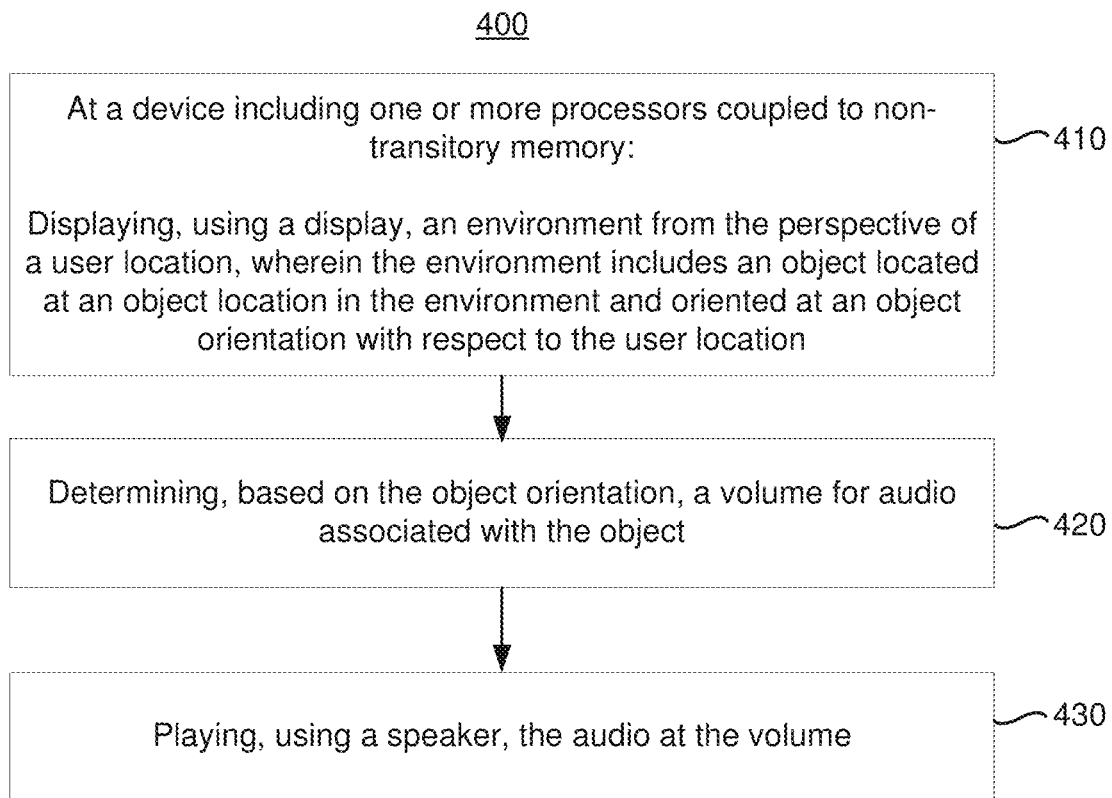 400
At a device including one or more processors coupled to non-
transitory memory:
410
Displaying, using a display, an environment from the perspective of
a user location, wherein the environment includes an object located
at an object location in the environment and oriented at an object
orientation with respect to the user location
Determining, based on the object orientation, a volume for audio
associated with the object
420
Playing, using a speaker, the audio at the volume
430